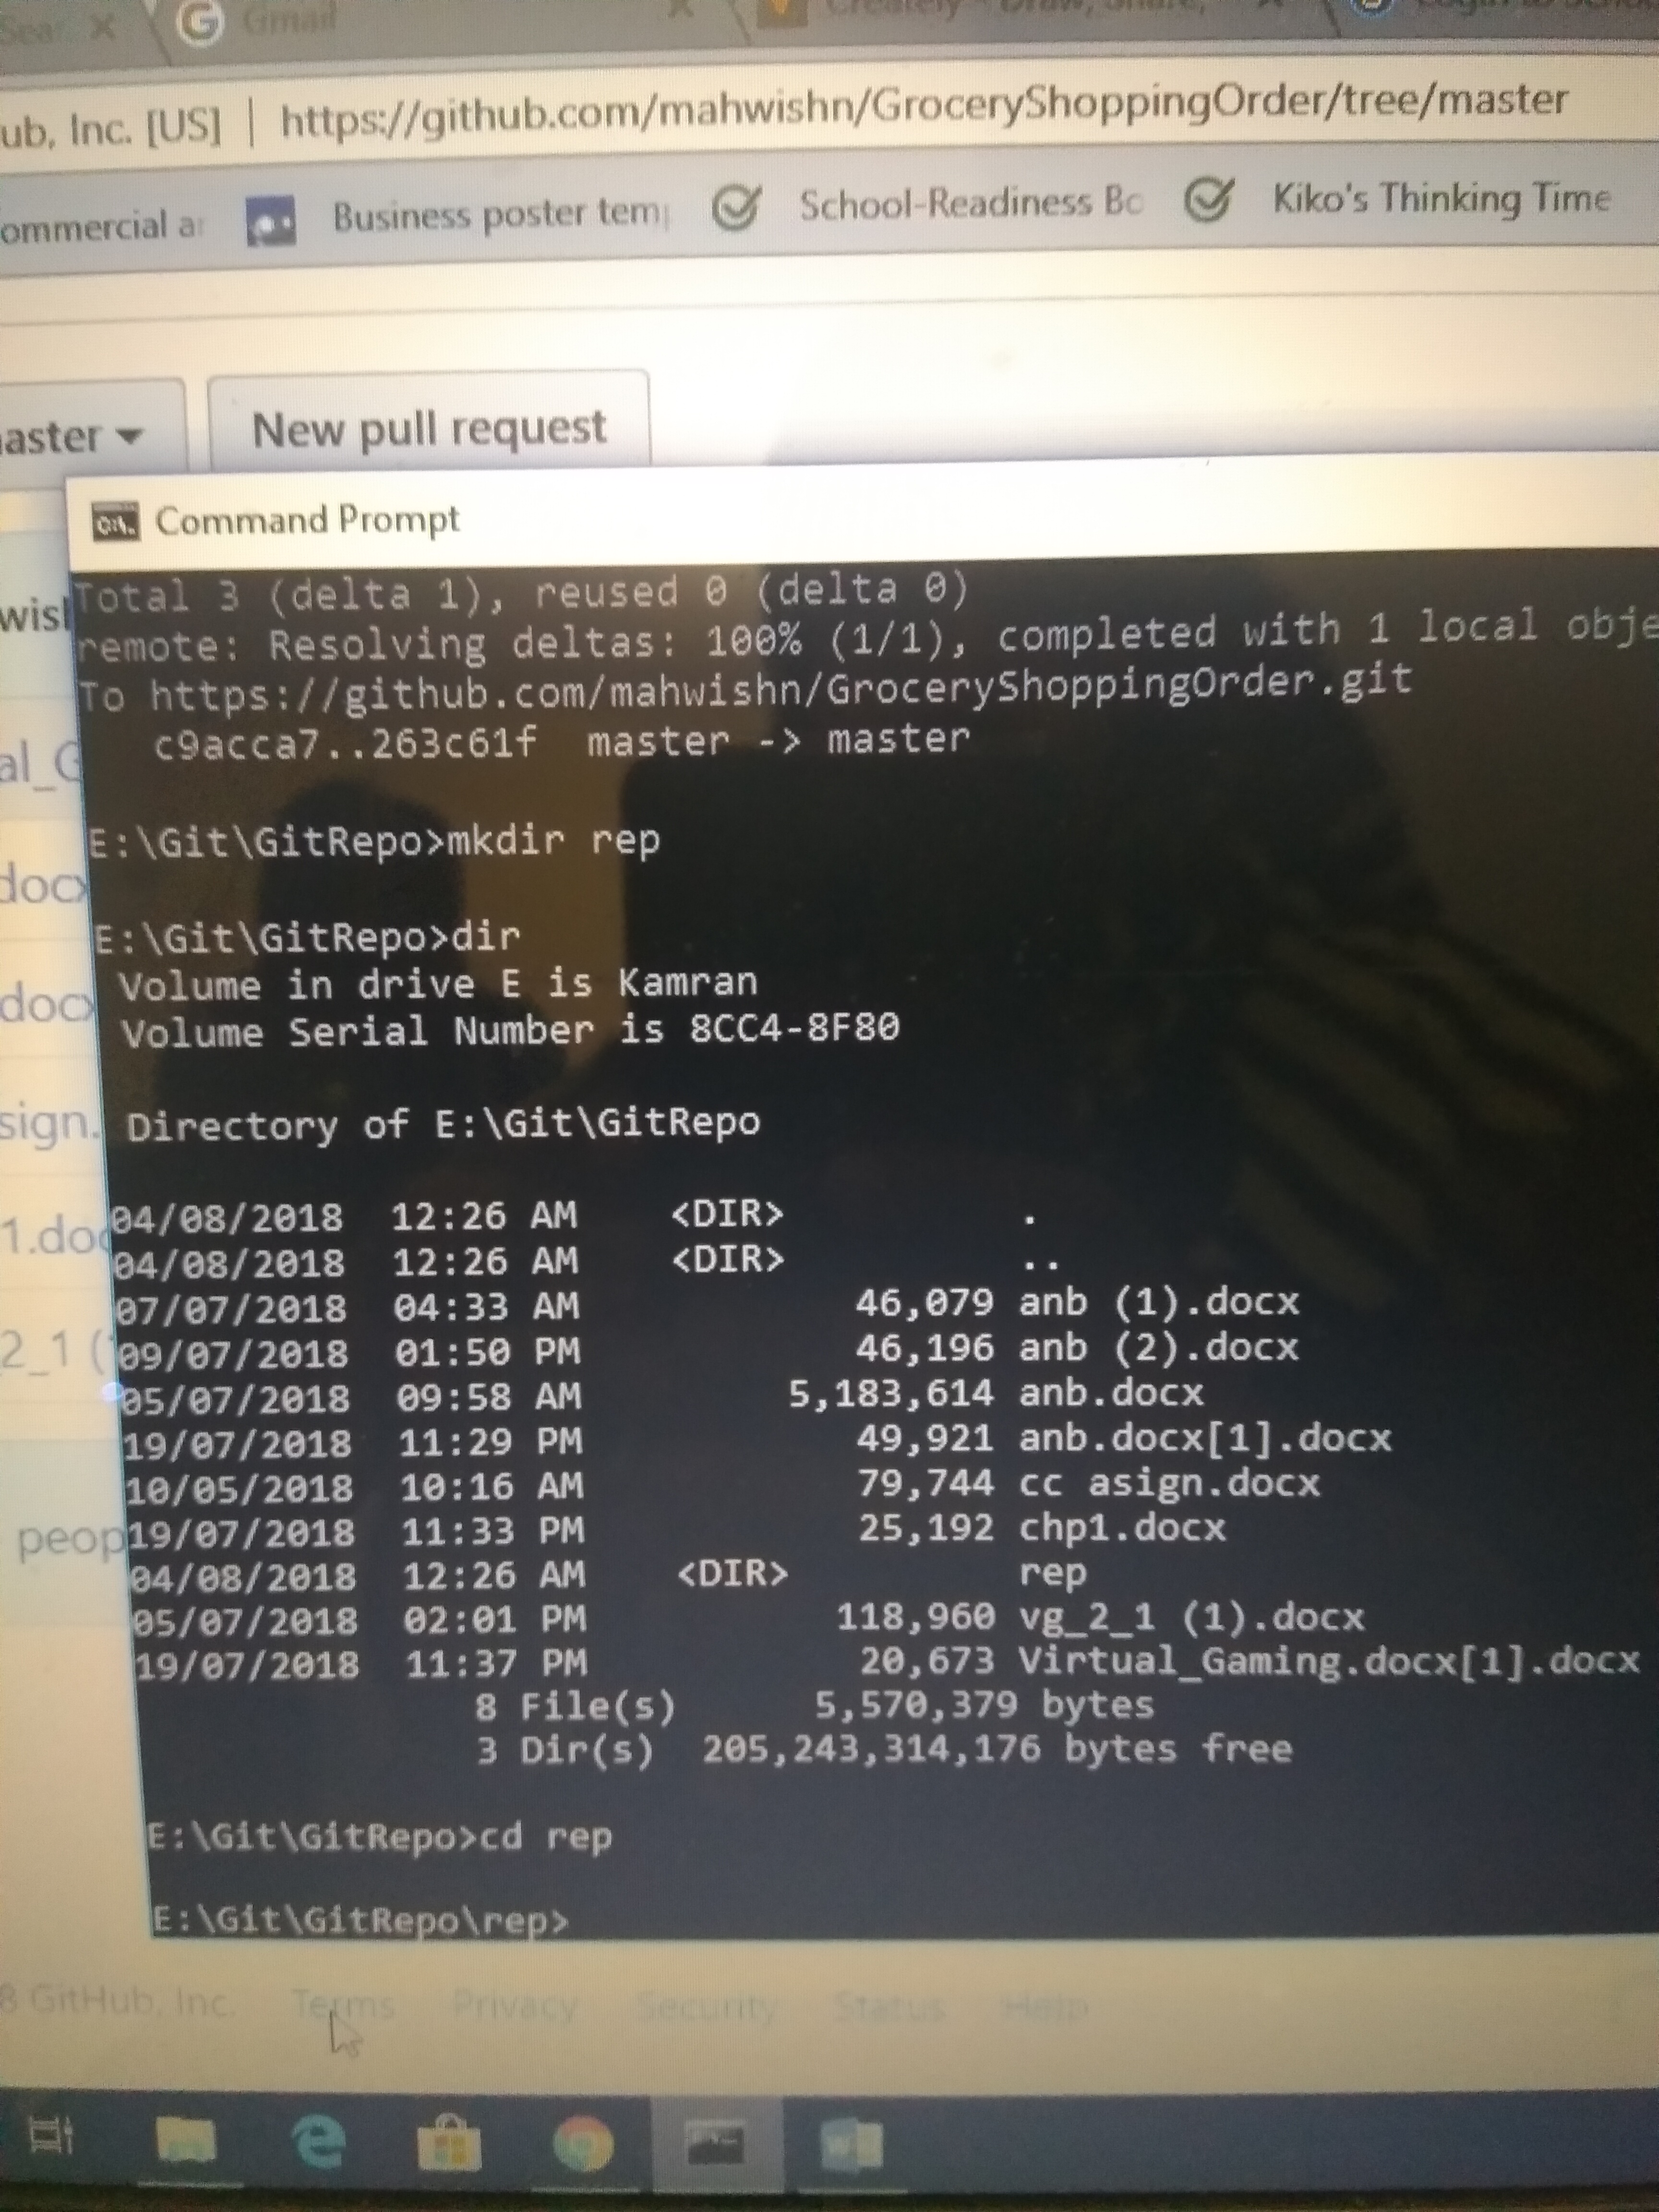 Gmail
ub, Inc. [US] | https://github.com/mahwishn/GroceryShoppingOrder/tree/master
ommercial a
Business poster tem
School-Readiness Bo
Kiko's Thinking Time
aster
New pull request
Command Prompt
Total 3 (delta 1), reused 0 (delta 0)
remote: Resolving deltas: 100% (1/1), completed with 1 local obje
To https://github.com/mahwishn/GroceryShoppingOrder.git
c9acca7..263c61f master -> master
E:\Git\GitRepo>mkdir rep
E:\Git\GitRepo>dir
Volume in drive E is Kamran
Volume Serial Number is 8CC4-8F80
Directory of E:\Git\GitRepo
04/08/2018 12:26 AM <DIR> .
04/08/2018 12:26 AM <DIR> ..
07/07/2018 04:33 AM 46,079 anb (1).docx
09/07/2018 01:50 PM 46,196 anb (2).docx
05/07/2018 09:58 AM 5,183,614 anb.docx
19/07/2018 11:29 PM 49,921 anb.docx[1].docx
10/05/2018 10:16 AM 79,744 cc asign.docx
19/07/2018 11:33 PM 25,192 chp1.docx
04/08/2018 12:26 AM <DIR> rep
05/07/2018 02:01 PM 118,960 vg_2_1 (1).docx
19/07/2018 11:37 PM 20,673 Virtual_Gaming.docx[1].docx
8 File(s) 5,570,379 bytes
3 Dir(s) 205,243,314,176 bytes free
E:\Git\GitRepo>cd rep
E:\Git\GitRepo\rep>
wis
al_G
docx
doc
sign.
1.doc
2_1 (
peop
8 GitHub, Inc. Terms Privacy Security Status Help